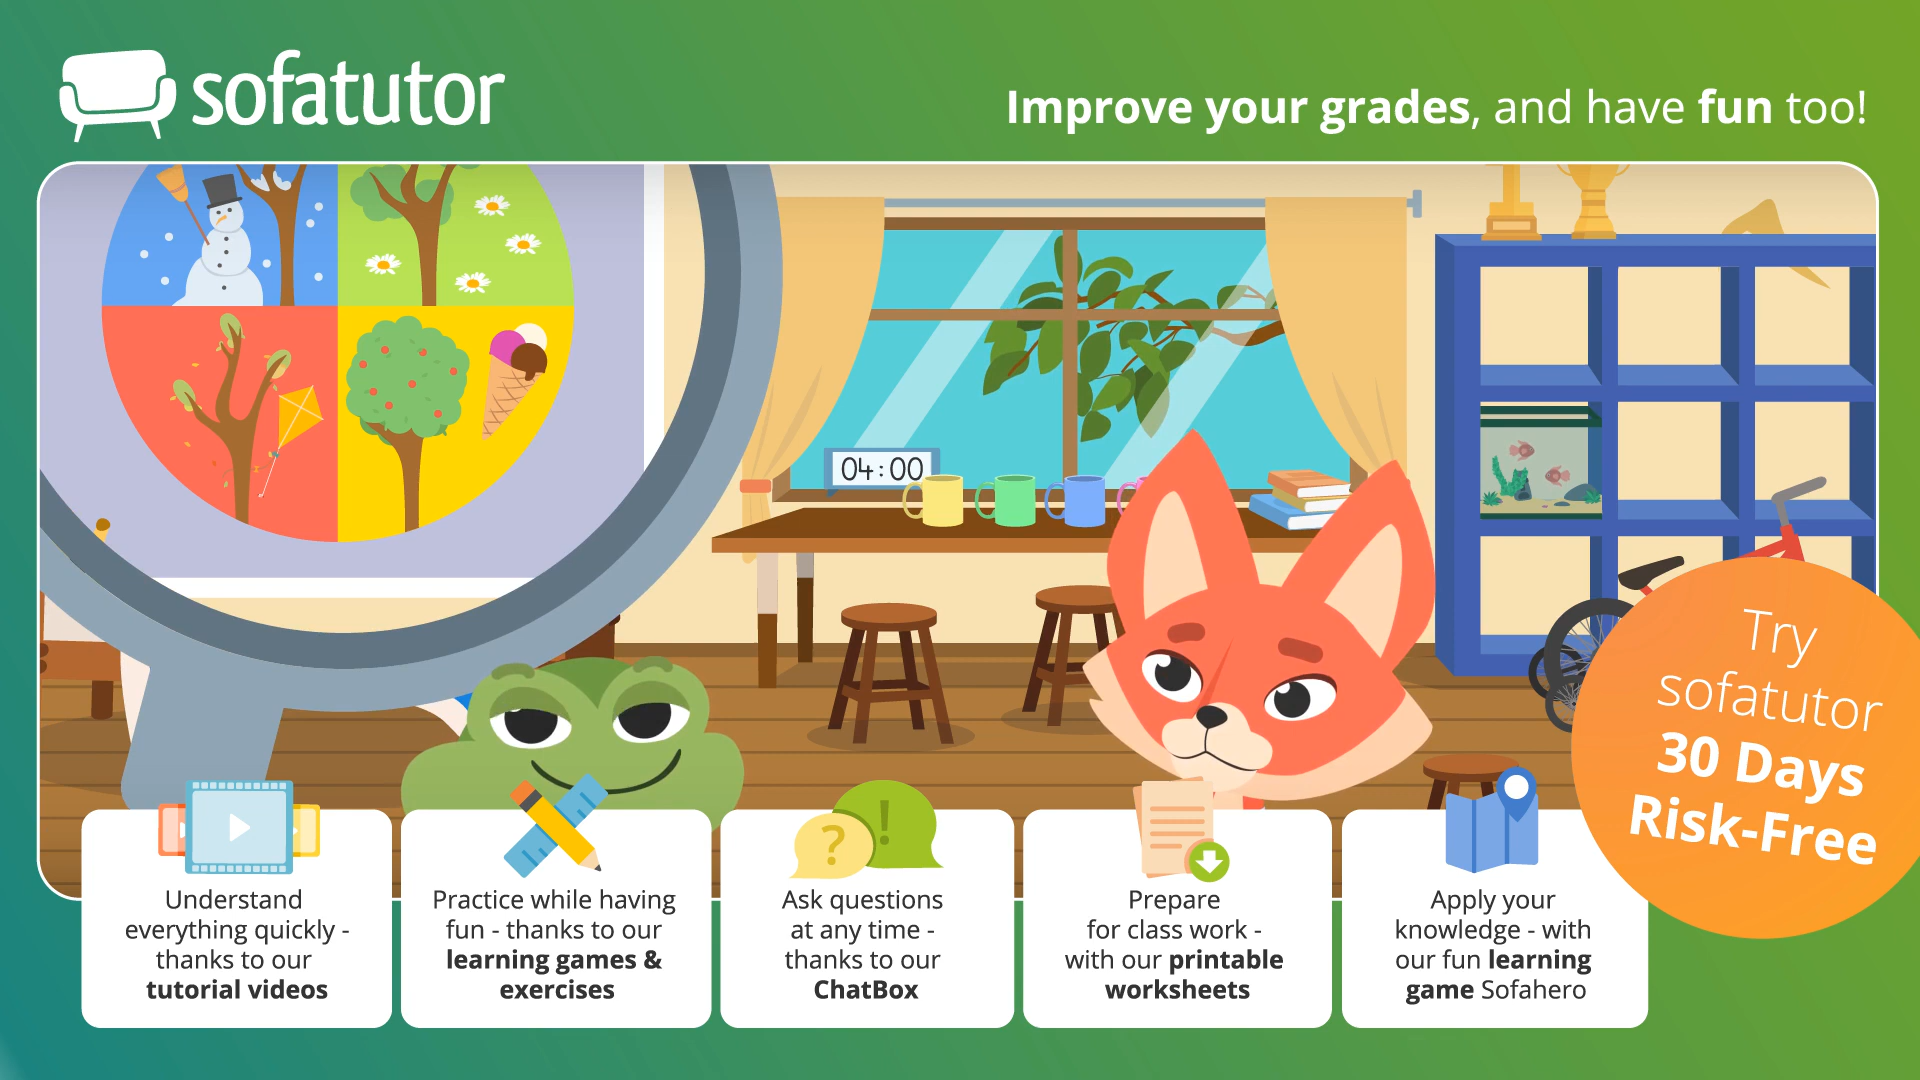 sofatutor
Improve your grades, and have fun too!
04:00
Try
sofatutor
30 Days
Risk-Free
?
!
Understand
everything quickly -
thanks to our
tutorial videos
Practice while having
fun - thanks to our
learning games &
exercises
Ask questions
at any time -
thanks to our
ChatBox
Prepare
for class work -
with our printable
worksheets
Apply your
knowledge - with
our fun learning
game Sofahero